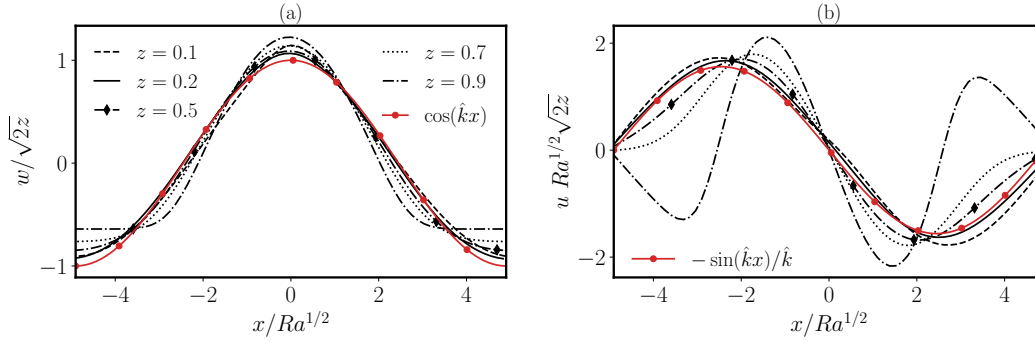 (a)
1
0
−1
w/√2z
z = 0.1
z = 0.2
z = 0.5
z = 0.7
z = 0.9
cos(k̂x)
−4 −2 0 2 4
x/Ra^{1/2}
(b)
2
0
−2
u Ra^{1/2}√2z
− sin(k̂x)/k̂
−4 −2 0 2 4
x/Ra^{1/2}